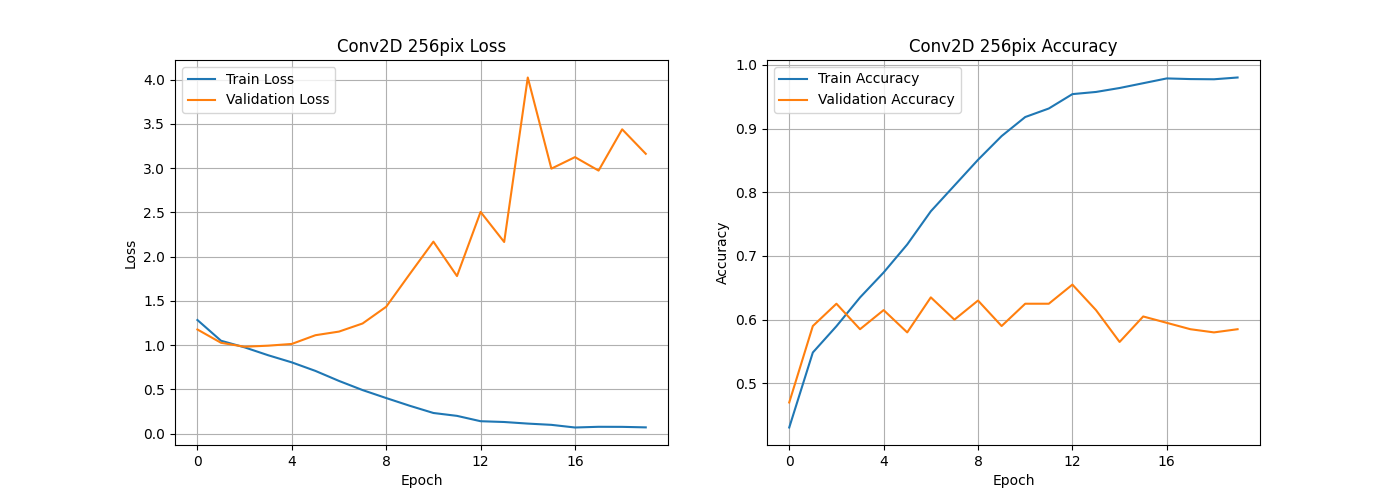 Conv2D 256pix Loss
Train Loss
Validation Loss
4.0
3.5
3.0
2.5
2.0
1.5
1.0
0.5
0.0
Loss
0 4 8 12 16
Epoch
Conv2D 256pix Accuracy
Train Accuracy
Validation Accuracy
1.0
0.9
0.8
0.7
0.6
0.5
Accuracy
0 4 8 12 16
Epoch